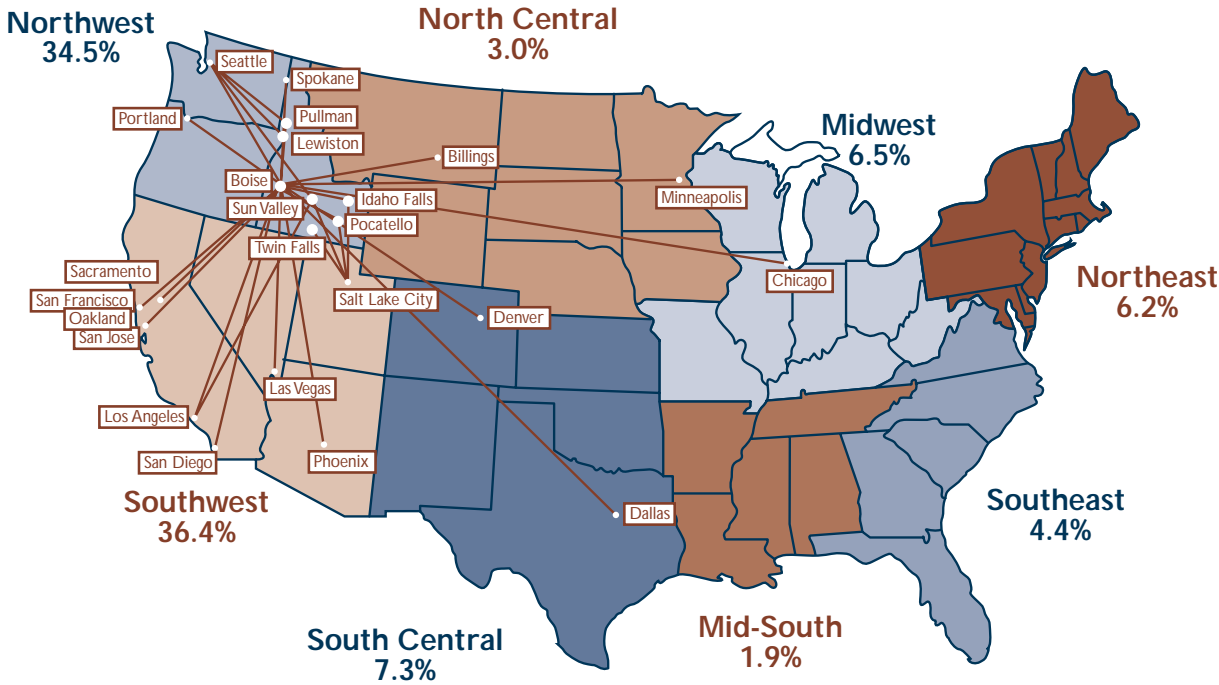 Northwest
34.5%
North Central
3.0%
Seattle
Spokane
Portland
Pullman
Lewiston
Midwest
6.5%
Billings
Boise
Minneapolis
Idaho Falls
Sun Valley
Pocatello
Twin Falls
Sacramento
Chicago
Northeast
6.2%
San Francisco
Salt Lake City
Oakland
Denver
San Jose
Las Vegas
Los Angeles
San Diego
Phoenix
Southwest
36.4%
Dallas
Southeast
4.4%
South Central
7.3%
Mid-South
1.9%